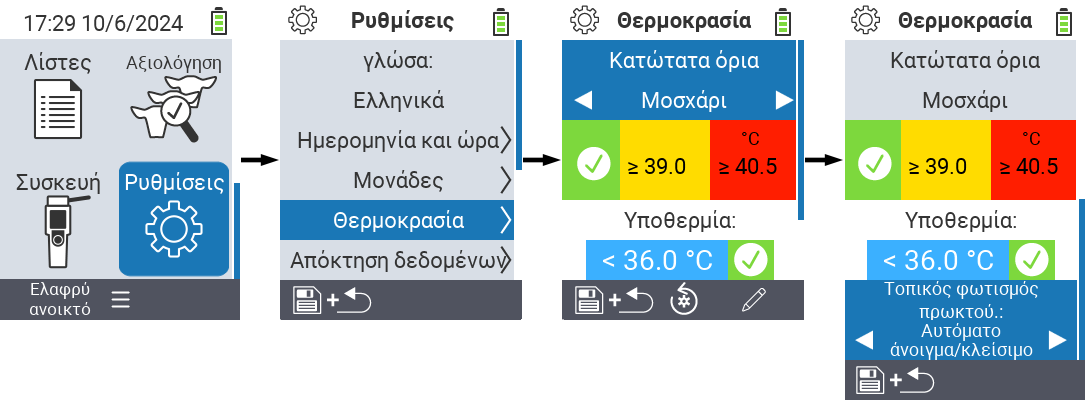 17:29 10/6/2024
Λίστες
Αξιολόγηση
Συσκευή
Ρυθμίσεις
Ελαφρύ
ανοικτό
Ρυθμίσεις
γλώσα:
Ελληνικά
Ημερομηνία και ώρα
Μονάδες
Θερμοκρασία
Απόκτηση δεδομένων
Θερμοκρασία
Κατώτατα όρια
Μοσχάρι
°C
≥ 39.0
≥ 40.5
Υποθερμία:
< 36.0 °C
Θερμοκρασία
Κατώτατα όρια
Μοσχάρι
°C
≥ 39.0
≥ 40.5
Υποθερμία:
< 36.0 °C
Τοπικός φωτισμός
πρωκτού.:
Αυτόματο
άνοιγμα/κλείσιμο